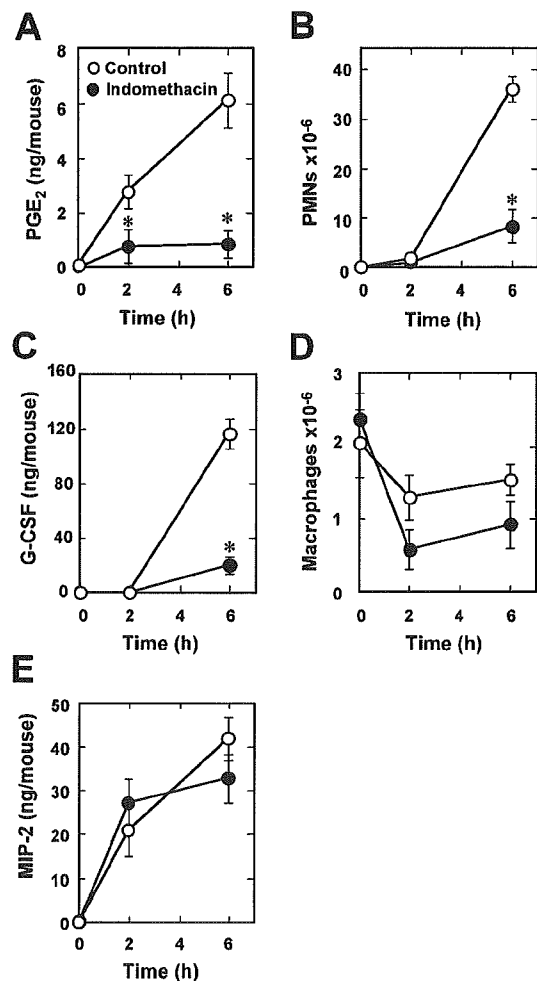 A
B
8
6
4
2
0
PGE₂ (ng/mouse)
Control
Indomethacin
*
*
0 2 4 6
Time (h)
40
30
20
10
0
PMNs x10⁻⁶
*
0 2 4 6
Time (h)
C
D
160
120
80
40
0
G-CSF (ng/mouse)
*
0 2 4 6
Time (h)
3
2
1
0
Macrophages x10⁻⁶
0 2 4 6
Time (h)
E
50
40
30
20
10
0
MIP-2 (ng/mouse)
0 2 4 6
Time (h)